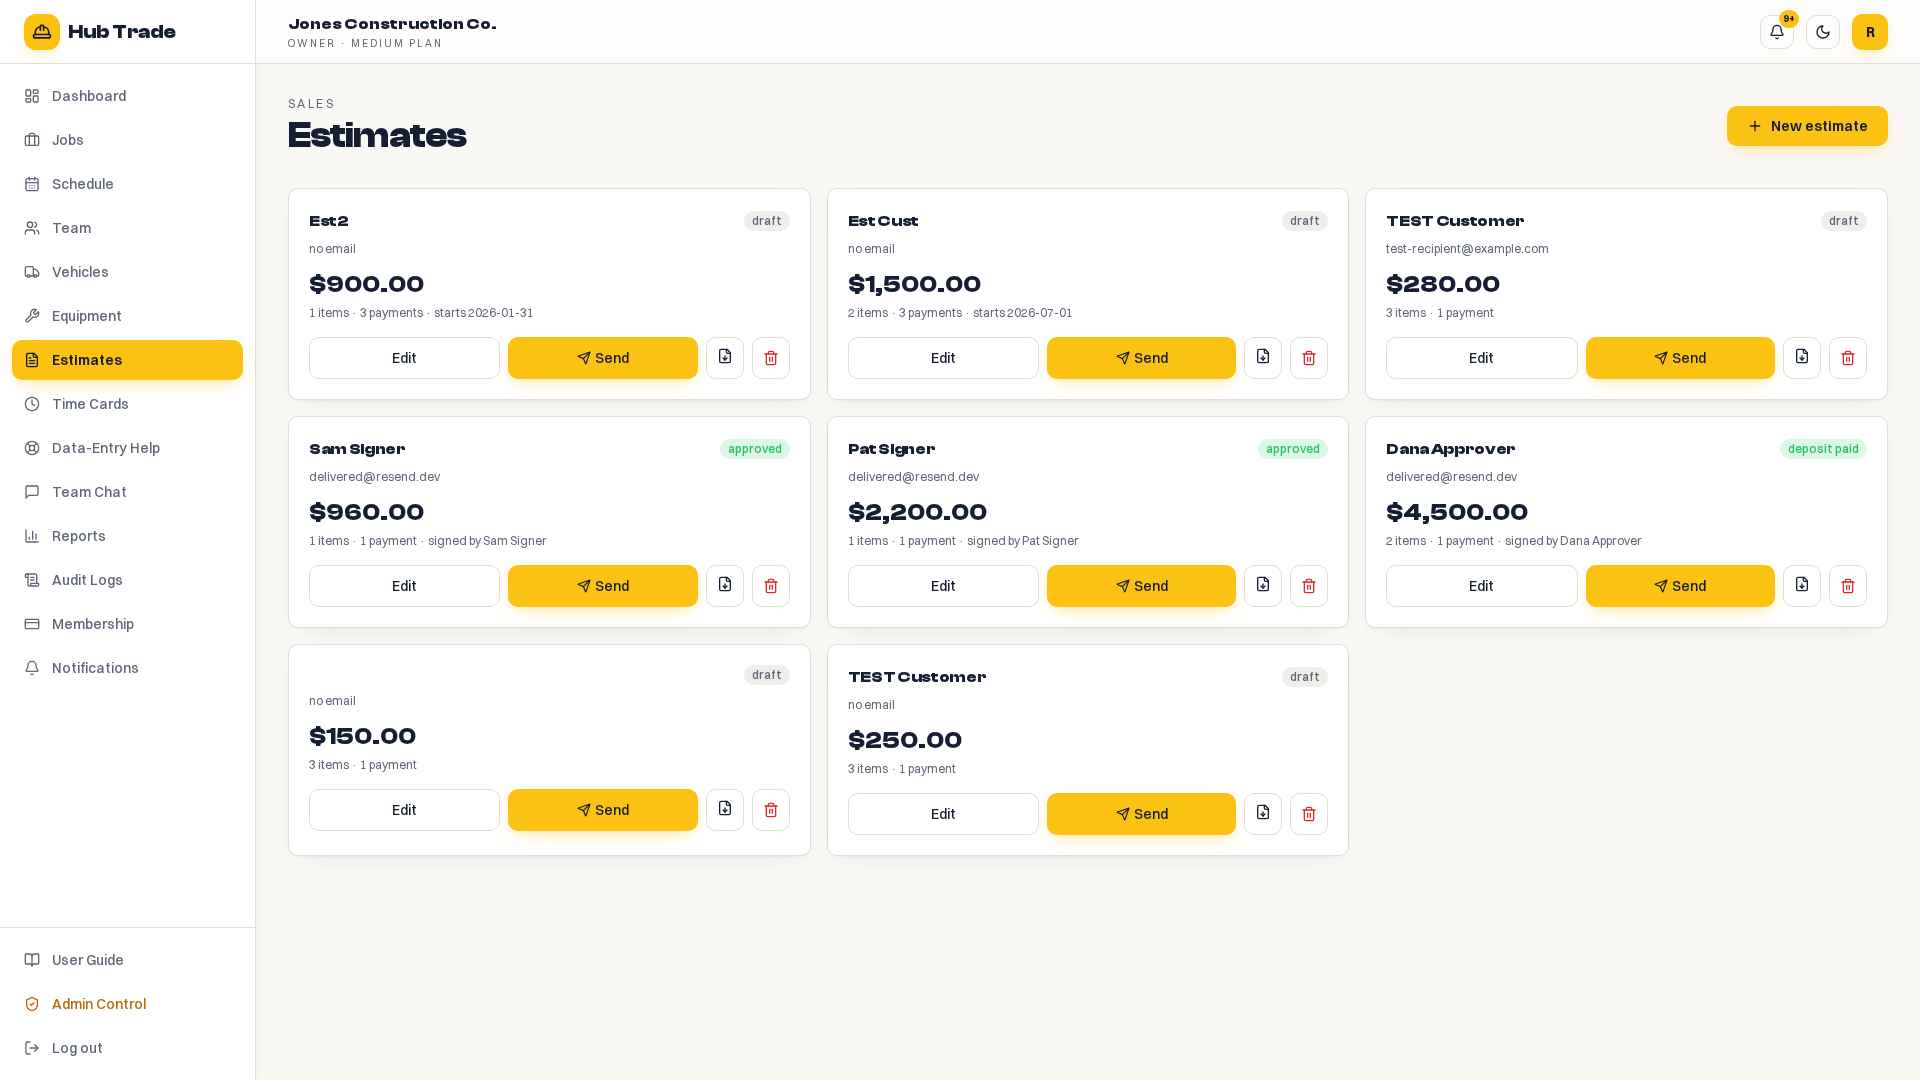 Hub Trade
Jones Construction Co.
OWNER · MEDIUM PLAN
9+
R
Dashboard
Jobs
Schedule
Team
Vehicles
Equipment
Estimates
Time Cards
Data-Entry Help
Team Chat
Reports
Audit Logs
Membership
Notifications
User Guide
Admin Control
Log out
SALES
Estimates
New estimate
Est2
draft
no email
$900.00
1 items · 3 payments · starts 2026-01-31
Edit
Send
Est Cust
draft
no email
$1,500.00
2 items · 3 payments · starts 2026-07-01
Edit
Send
TEST Customer
draft
test-recipient@example.com
$280.00
3 items · 1 payment
Edit
Send
Sam Signer
approved
delivered@resend.dev
$960.00
1 items · 1 payment · signed by Sam Signer
Edit
Send
Pat Signer
approved
delivered@resend.dev
$2,200.00
1 items · 1 payment · signed by Pat Signer
Edit
Send
Dana Approver
deposit paid
delivered@resend.dev
$4,500.00
2 items · 1 payment · signed by Dana Approver
Edit
Send
draft
no email
$150.00
3 items · 1 payment
Edit
Send
TEST Customer
draft
no email
$250.00
3 items · 1 payment
Edit
Send